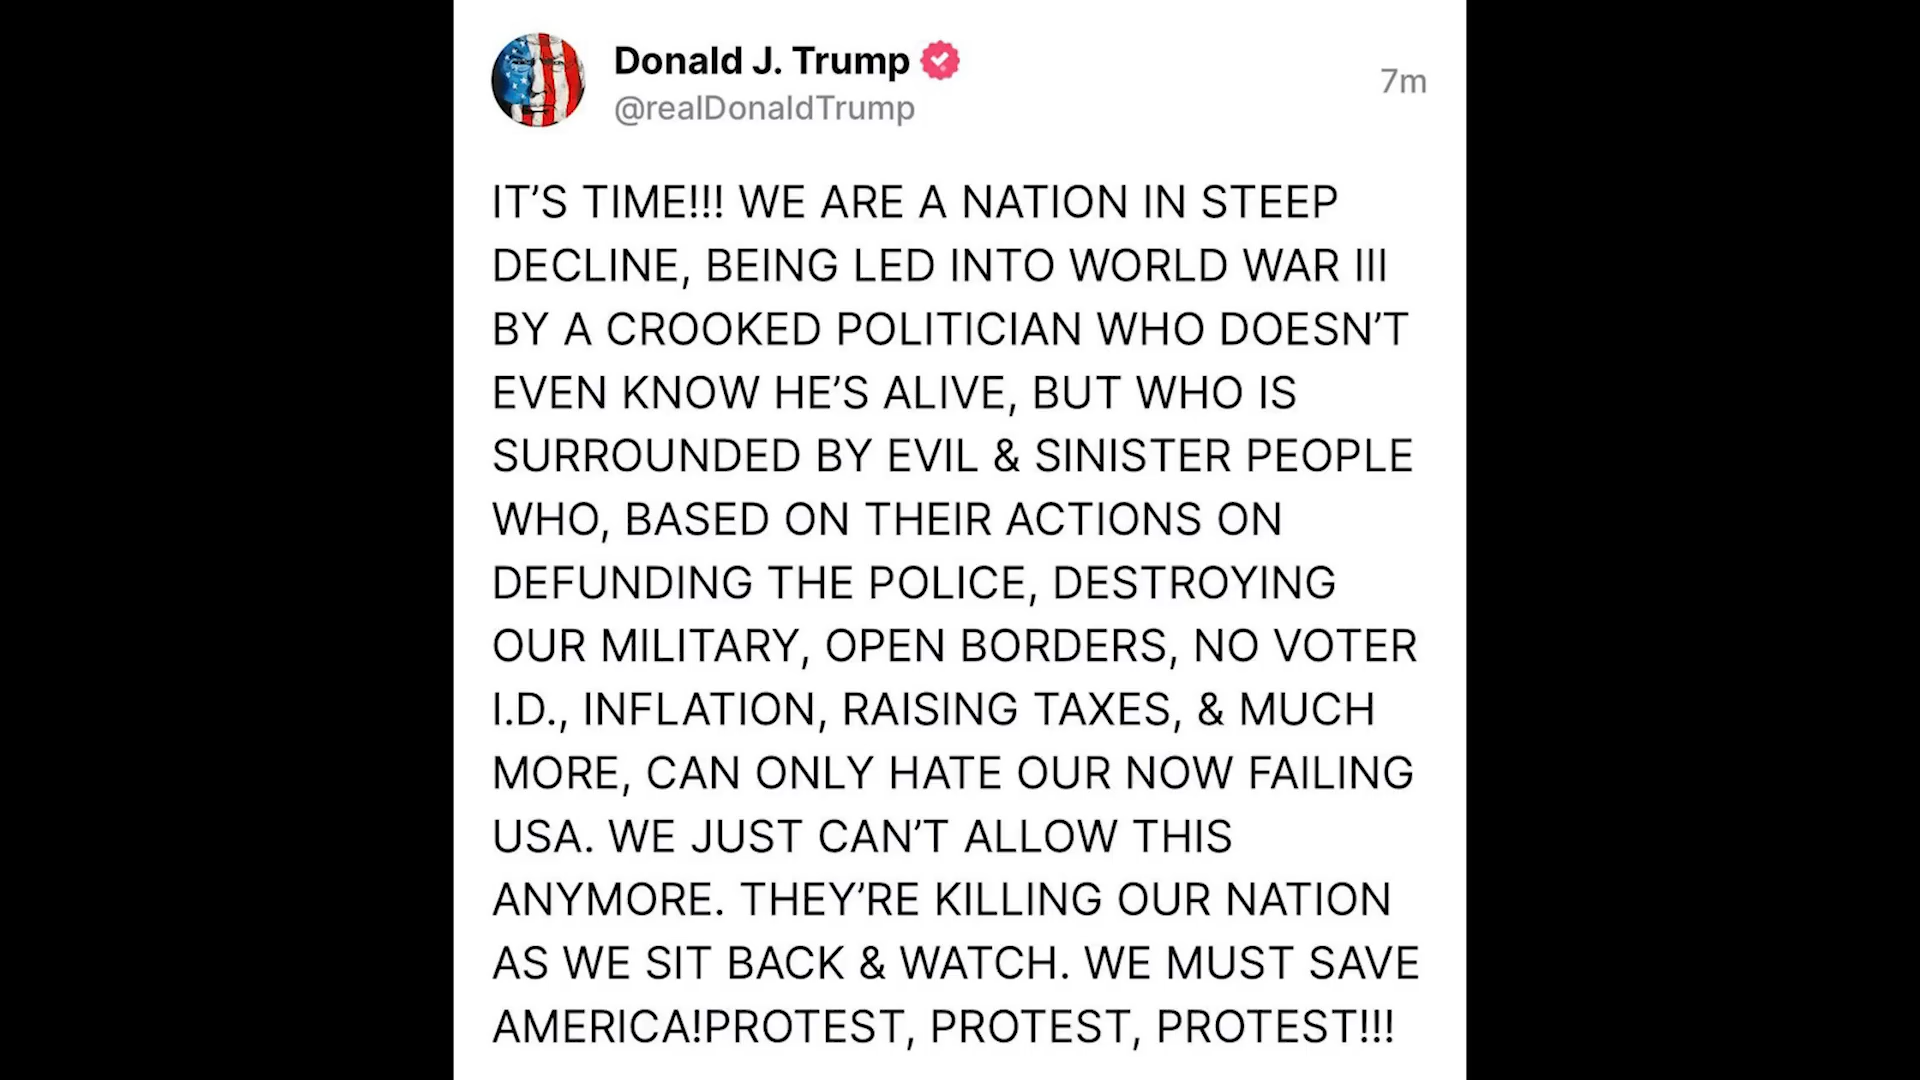 Donald J. Trump
@realDonaldTrump
7m
IT’S TIME!!! WE ARE A NATION IN STEEP
DECLINE, BEING LED INTO WORLD WAR III
BY A CROOKED POLITICIAN WHO DOESN’T
EVEN KNOW HE’S ALIVE, BUT WHO IS
SURROUNDED BY EVIL & SINISTER PEOPLE
WHO, BASED ON THEIR ACTIONS ON
DEFUNDING THE POLICE, DESTROYING
OUR MILITARY, OPEN BORDERS, NO VOTER
I.D., INFLATION, RAISING TAXES, & MUCH
MORE, CAN ONLY HATE OUR NOW FAILING
USA. WE JUST CAN’T ALLOW THIS
ANYMORE. THEY’RE KILLING OUR NATION
AS WE SIT BACK & WATCH. WE MUST SAVE
AMERICA!PROTEST, PROTEST, PROTEST!!!